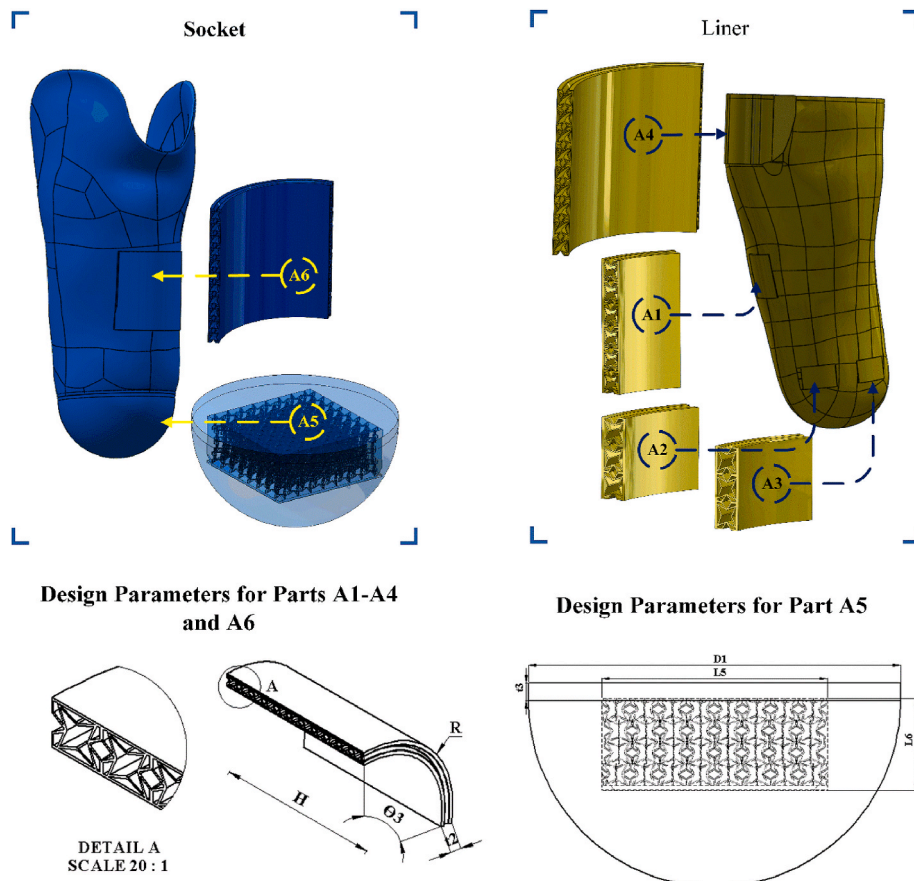 Socket
Liner
A4
A6
A1
A5
A2
A3
Design Parameters for Parts A1-A4
and A6
Design Parameters for Part A5
A
R
H
Θ3
t2
DETAIL A
SCALE 20 : 1
D1
L5
t3
L6